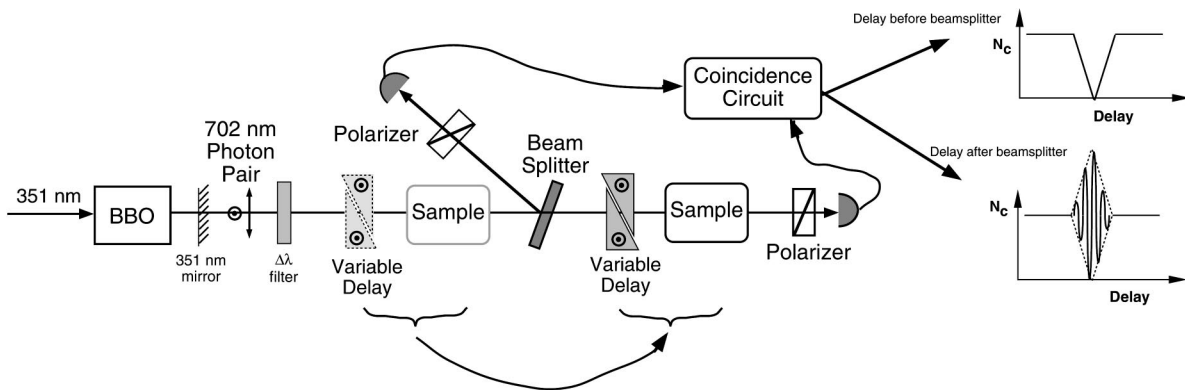 Delay before beamsplitter
N_c
Delay
Coincidence
Circuit
Polarizer
702 nm
Photon
Pair
Beam
Splitter
Delay after beamsplitter
351 nm
BBO
Sample
Sample
N_c
351 nm
mirror
Δλ
filter
Variable
Delay
Variable
Delay
Polarizer
Delay